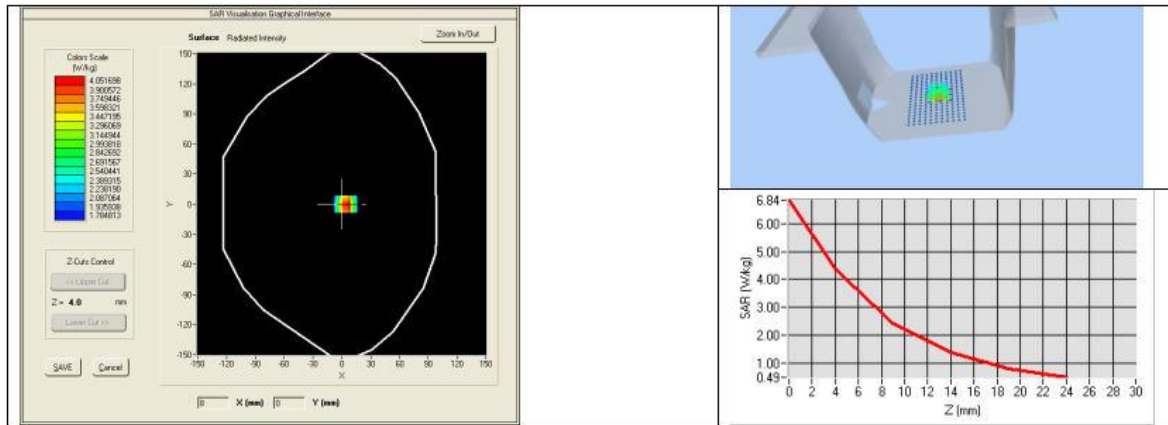 SAR Visualisation Graphical Interface
Surface Radiated Intensity
Zoom In/Out
Colors Scale
(W/kg)
4.051698
3.900572
3.749446
3.598321
3.447195
3.296069
3.144944
2.993818
2.842692
2.691567
2.540441
2.389315
2.238190
2.087064
1.935938
1.784813
Z-Cuts Control
<< Upper Cut
Z = 4.0 mm
Lower Cut >>
SAVE Cancel
Y
150
120
90
60
30
0
-30
-60
-90
-120
-150
-150 -120 -90 -60 -30 0 30 60 90 120 150
X
0 X (mm) 0 Y (mm)
SAR (W/kg)
6.84
6.00
5.00
4.00
3.00
2.00
1.00
0.49
0 2 4 6 8 10 12 14 16 18 20 22 24 26 28 30
Z (mm)